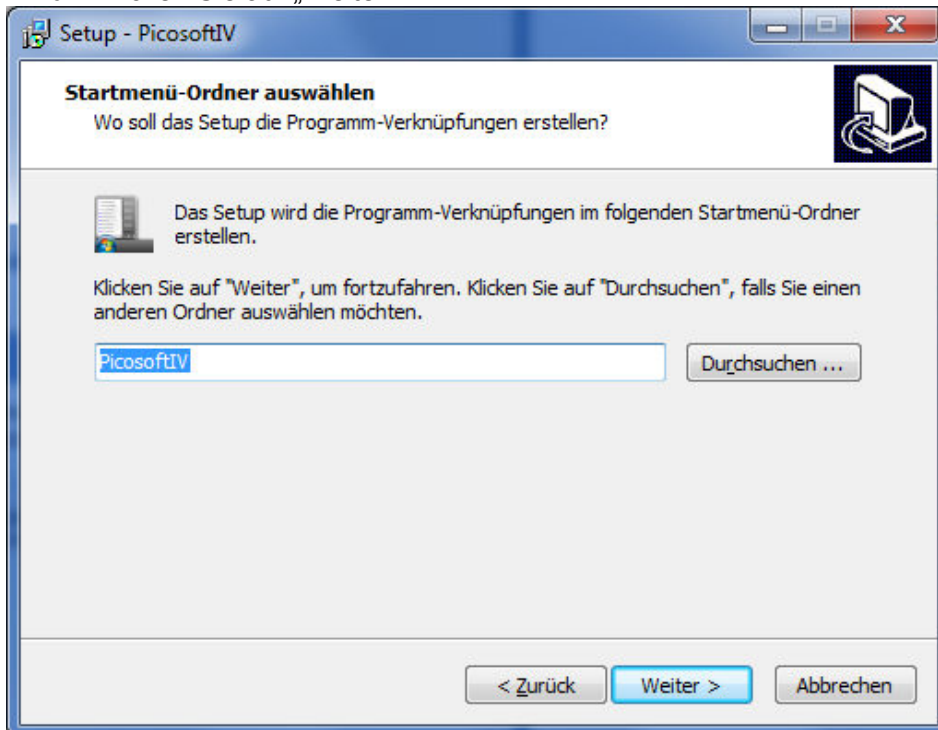 Setup - PicosoftIV
Startmenü-Ordner auswählen
Wo soll das Setup die Programm-Verknüpfungen erstellen?
Das Setup wird die Programm-Verknüpfungen im folgenden Startmenü-Ordner
erstellen.
Klicken Sie auf "Weiter", um fortzufahren. Klicken Sie auf "Durchsuchen", falls Sie einen
anderen Ordner auswählen möchten.
PicosoftIV
Durchsuchen ...
< Zurück
Weiter >
Abbrechen